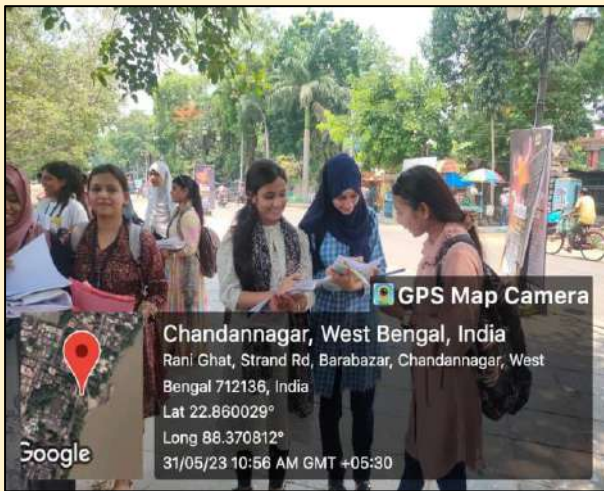 GPS Map Camera
Chandannagar, West Bengal, India
Rani Ghat, Strand Rd, Barabazar, Chandannagar, West
Bengal 712136, India
Lat 22.860029°
Long 88.370812°
31/05/23 10:56 AM GMT +05:30
Google